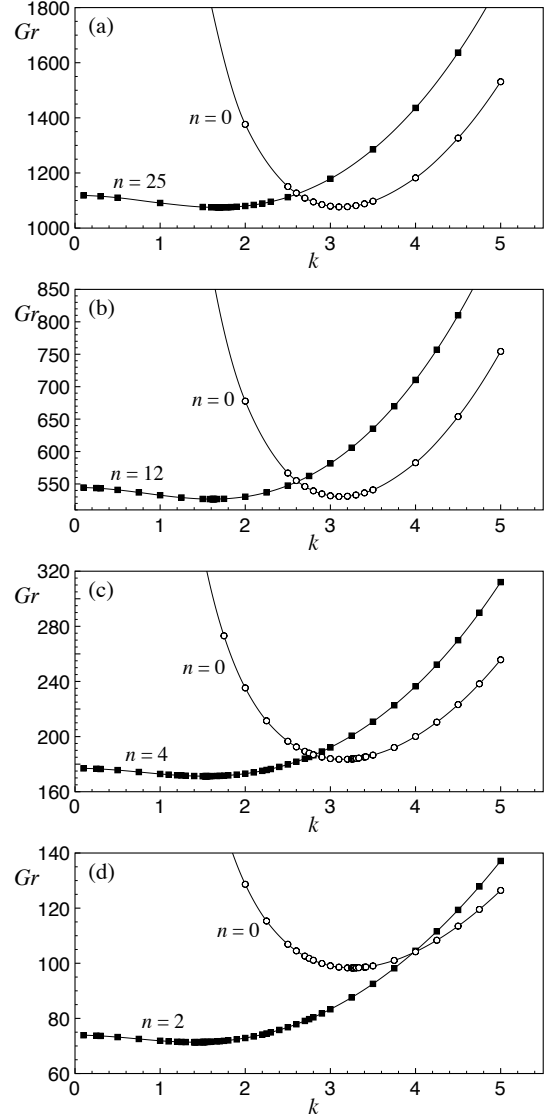 (a)
Gr
1800
1600
1400
1200
1000
n = 0
n = 25
0 1 2 3 4 5
k
(b)
Gr
850
800
750
700
650
600
550
n = 0
n = 12
0 1 2 3 4 5
k
(c)
Gr
320
280
240
200
160
n = 0
n = 4
0 1 2 3 4 5
k
(d)
Gr
140
120
100
80
60
n = 0
n = 2
0 1 2 3 4 5
k